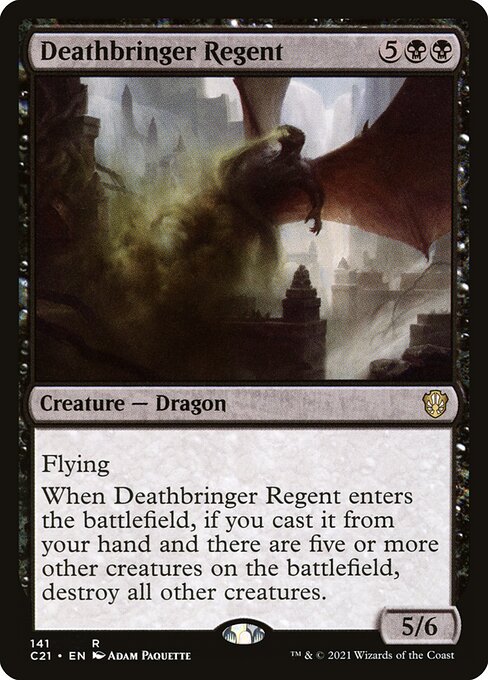 Deathbringer Regent 5
Creature — Dragon
Flying
When Deathbringer Regent enters
the battlefield, if you cast it from
your hand and there are five or more
other creatures on the battlefield,
destroy all other creatures.
5/6
141 R
C21 • EN Adam Paquette
™ & © 2021 Wizards of the Coast